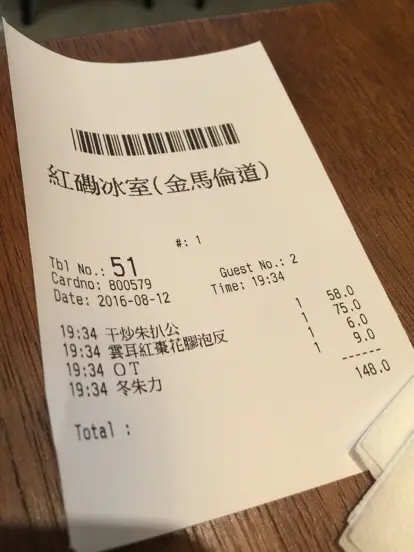 紅磡冰室(金馬倫道)
#: 1
Tbl No.: 51 Guest No.: 2
Cardno: 800579 Time: 19:34
Date: 2016-08-12
19:34 干炒朱扒公 1 58.0
19:34 雲耳紅棗花膠泡反 1 75.0
19:34 OT 1 6.0
19:34 冬朱力 1 9.0
------
148.0
Total :